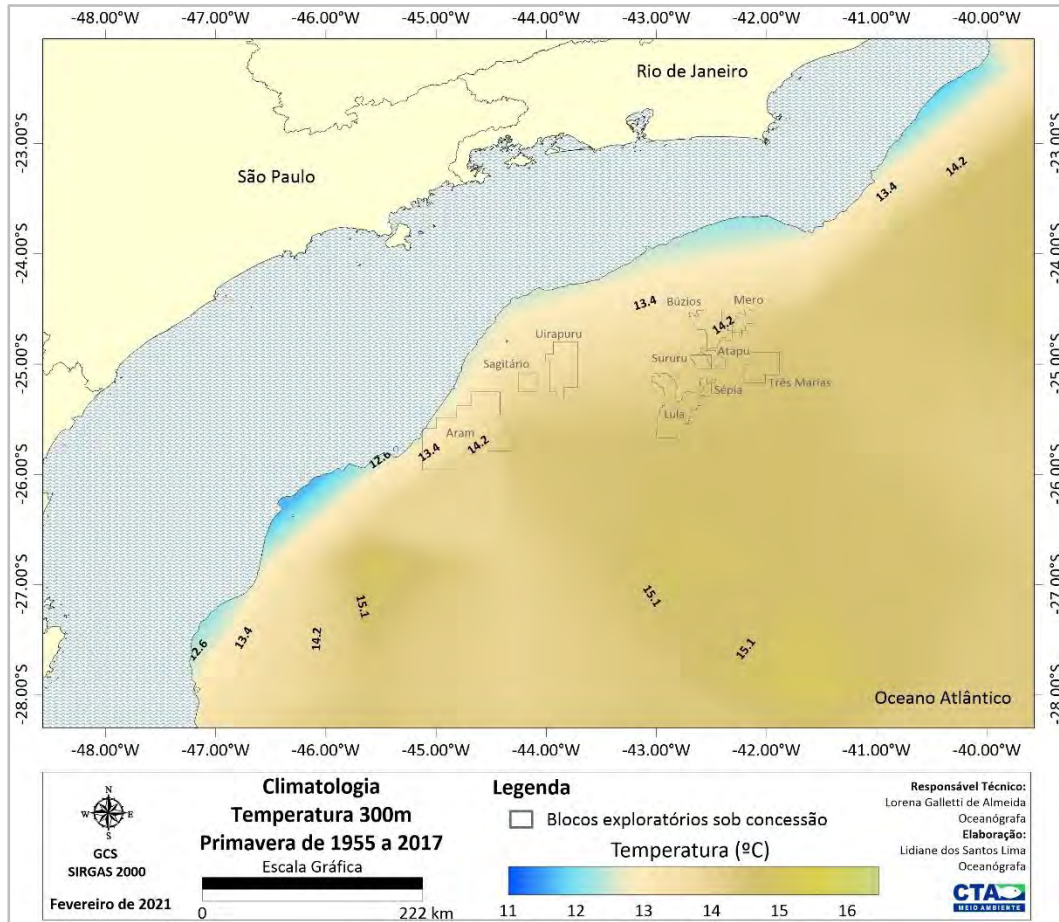 -48.00°W -47.00°W -46.00°W -45.00°W -44.00°W -43.00°W -42.00°W -41.00°W -40.00°W
-23.00°S -23.00°S
-24.00°S -24.00°S
-25.00°S -25.00°S
-26.00°S -26.00°S
-27.00°S -27.00°S
-28.00°S -28.00°S
Rio de Janeiro
São Paulo
14.2
13.4
13.4
Búzios
Mero
14.2
Uirapuru
Sagitário
Sururu
Atapu
Três Marias
Sépia
Lula
Aram
12.6
13.4
14.2
15.1
15.1
15.1
12.6
13.4
14.2
Oceano Atlântico
-48.00°W -47.00°W -46.00°W -45.00°W -44.00°W -43.00°W -42.00°W -41.00°W -40.00°W
N
W E
S
GCS
SIRGAS 2000
Fevereiro de 2021
Climatologia
Temperatura 300m
Primavera de 1955 a 2017
Escala Gráfica
0 222 km
Legenda
Blocos exploratórios sob concessão
Temperatura (ºC)
11 12 13 14 15 16
Responsável Técnico:
Lorena Galletti de Almeida
Oceanógrafa
Elaboração:
Lidiane dos Santos Lima
Oceanógrafa
CTA
MEIO AMBIENTE